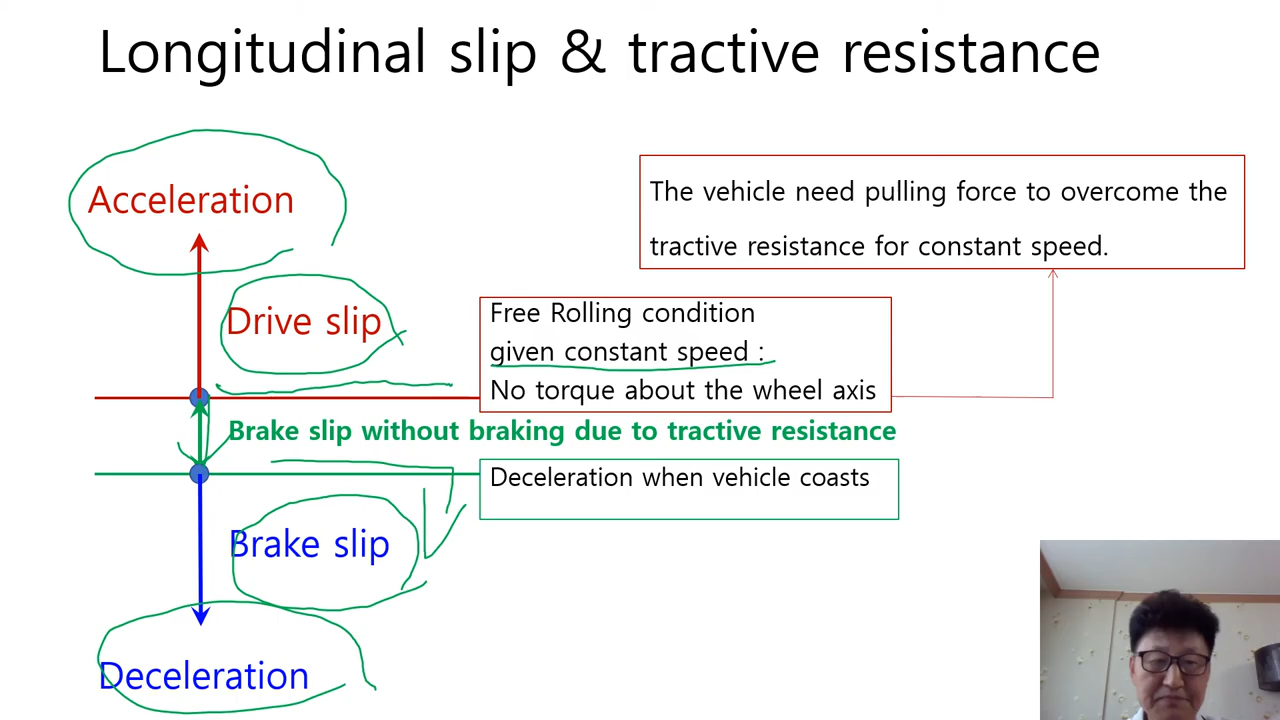 Longitudinal slip & tractive resistance
Acceleration
The vehicle need pulling force to overcome the
tractive resistance for constant speed.
Drive slip
Free Rolling condition
given constant speed :
No torque about the wheel axis
Brake slip without braking due to tractive resistance
Deceleration when vehicle coasts
Brake slip
Deceleration